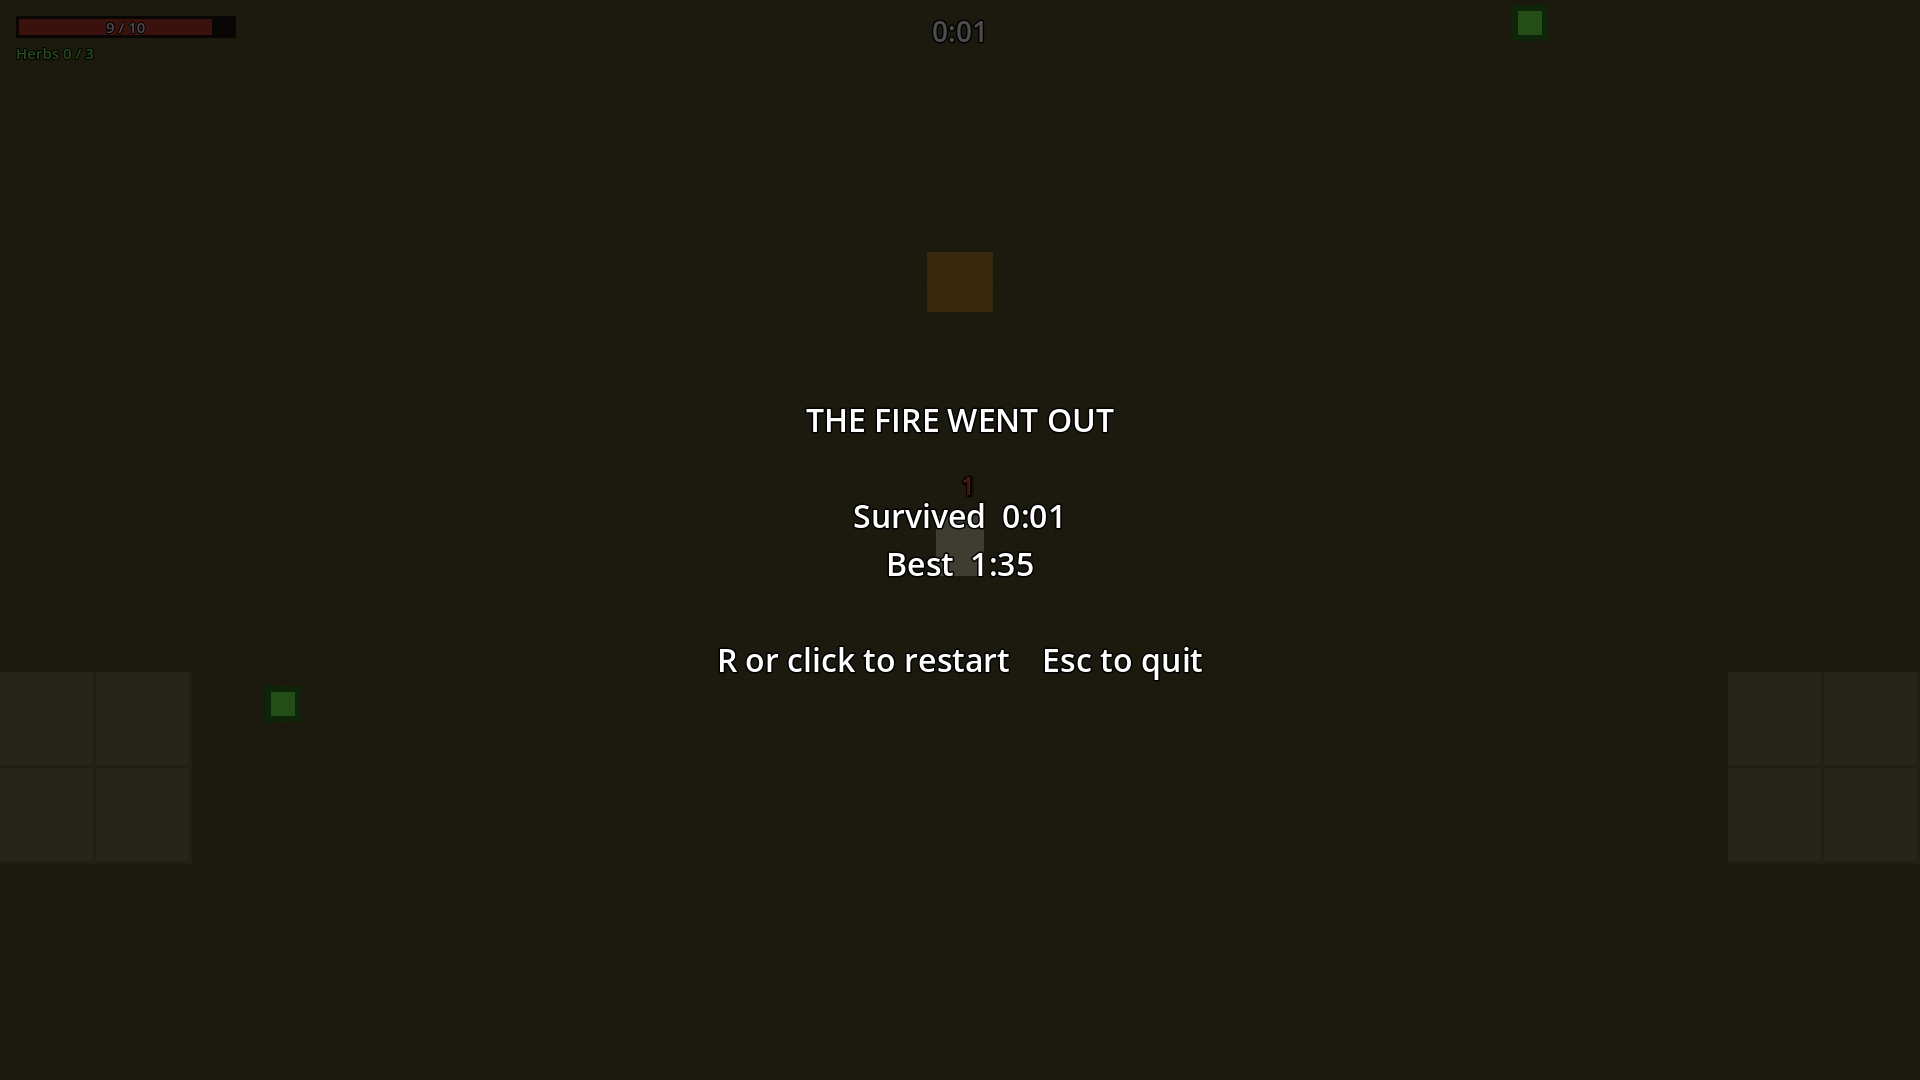 9 / 10
0:01
Herbs 0 / 3
THE FIRE WENT OUT
1
Survived 0:01
Best 1:35
R or click to restart Esc to quit